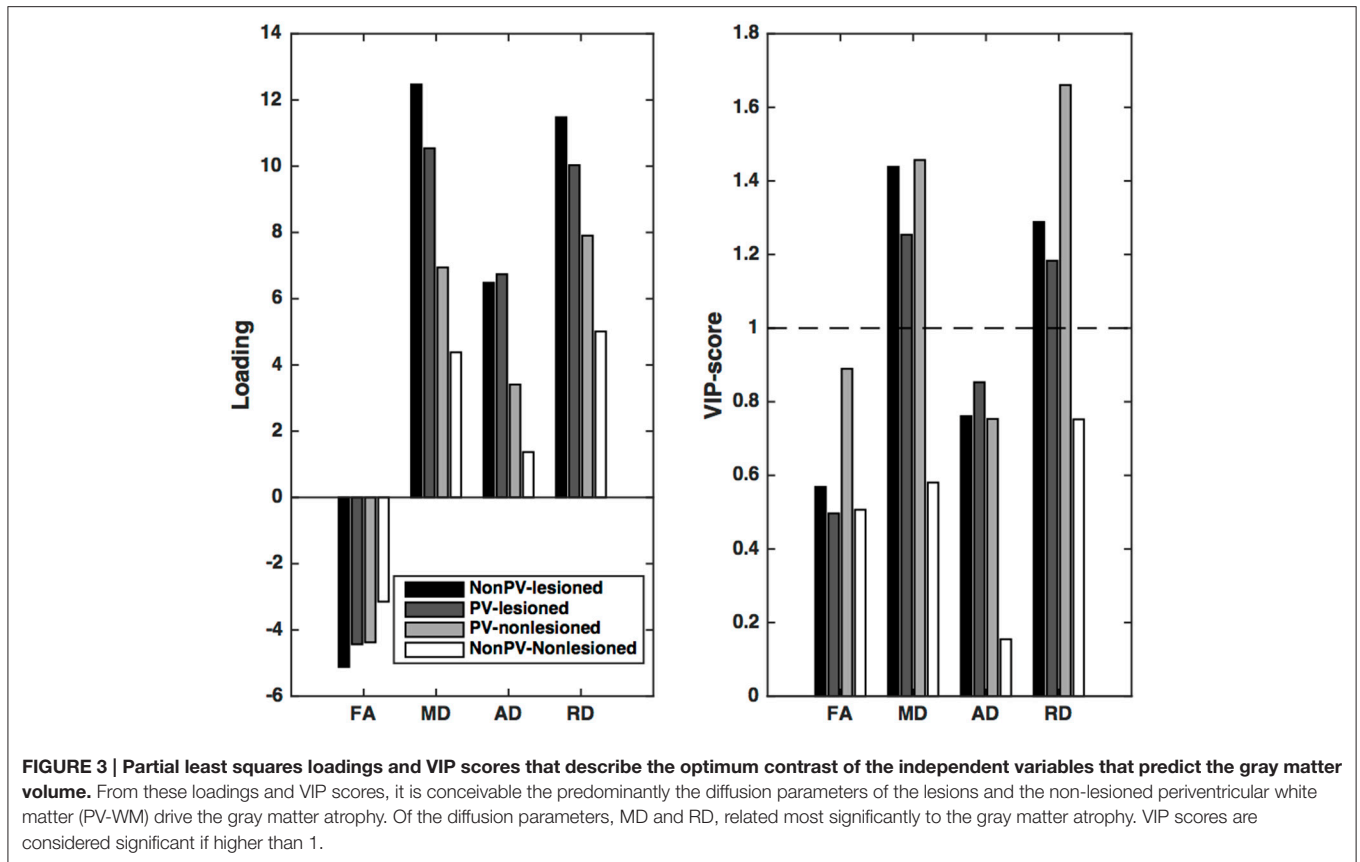 14
12
10
8
6
4
2
0
-2
-4
-6
Loading
FA MD AD RD
NonPV-lesioned
PV-lesioned
PV-nonlesioned
NonPV-Nonlesioned
1.8
1.6
1.4
1.2
1
0.8
0.6
0.4
0.2
0
VIP-score
FA MD AD RD
FIGURE 3 | Partial least squares loadings and VIP scores that describe the optimum contrast of the independent variables that predict the gray matter
volume. From these loadings and VIP scores, it is conceivable the predominantly the diffusion parameters of the lesions and the non-lesioned periventricular white
matter (PV-WM) drive the gray matter atrophy. Of the diffusion parameters, MD and RD, related most significantly to the gray matter atrophy. VIP scores are
considered significant if higher than 1.